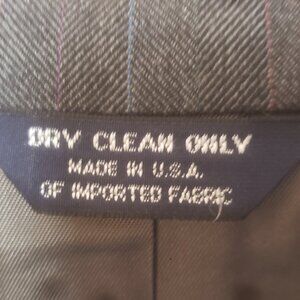 DRY CLEAN ONLY
MADE IN U.S.A.
OF IMPORTED FABRIC